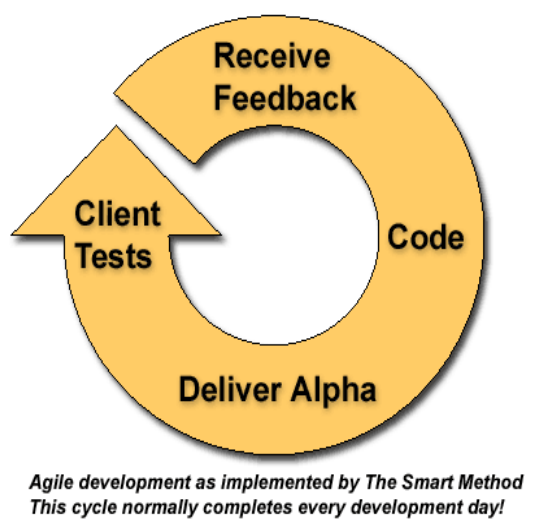 Receive
Feedback
Client
Tests
Code
Deliver Alpha
Agile development as implemented by The Smart Method
This cycle normally completes every development day!